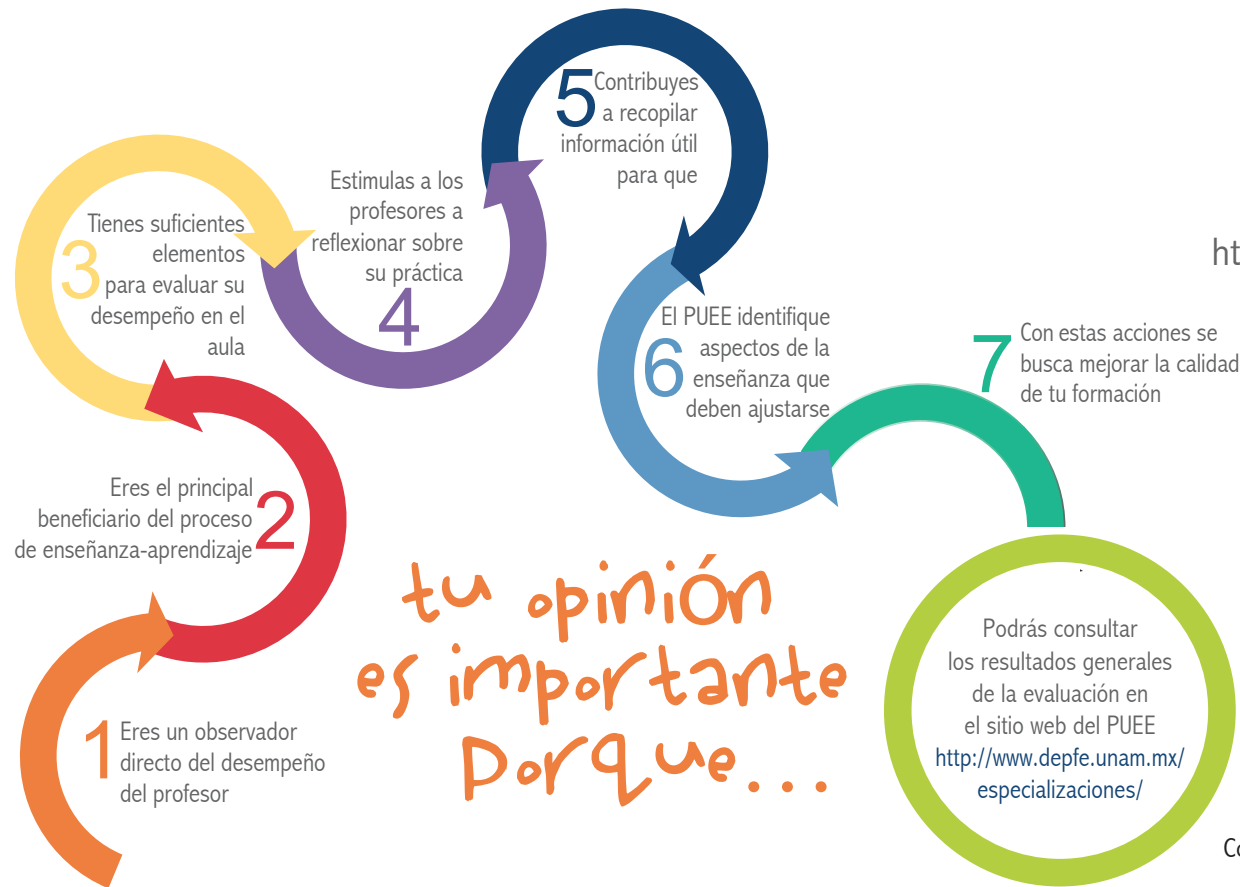 tu opinión
es importante
Porque...
1
Eres un observador
directo del desempeño
del profesor
2
Eres el principal
beneficiario del proceso
de enseñanza-aprendizaje
3
Tienes suficientes
elementos
para evaluar su
desempeño en el
aula
4
Estimulas a los
profesores a
reflexionar sobre
su práctica
5
Contribuyes
a recopilar
información útil
para que
6
El PUEE identifique
aspectos de la
enseñanza que
deben ajustarse
7
Con estas acciones se
busca mejorar la calidad
de tu formación
Podrás consultar
los resultados generales
de la evaluación en
el sitio web del PUEE
http://www.depfe.unam.mx/
especializaciones/